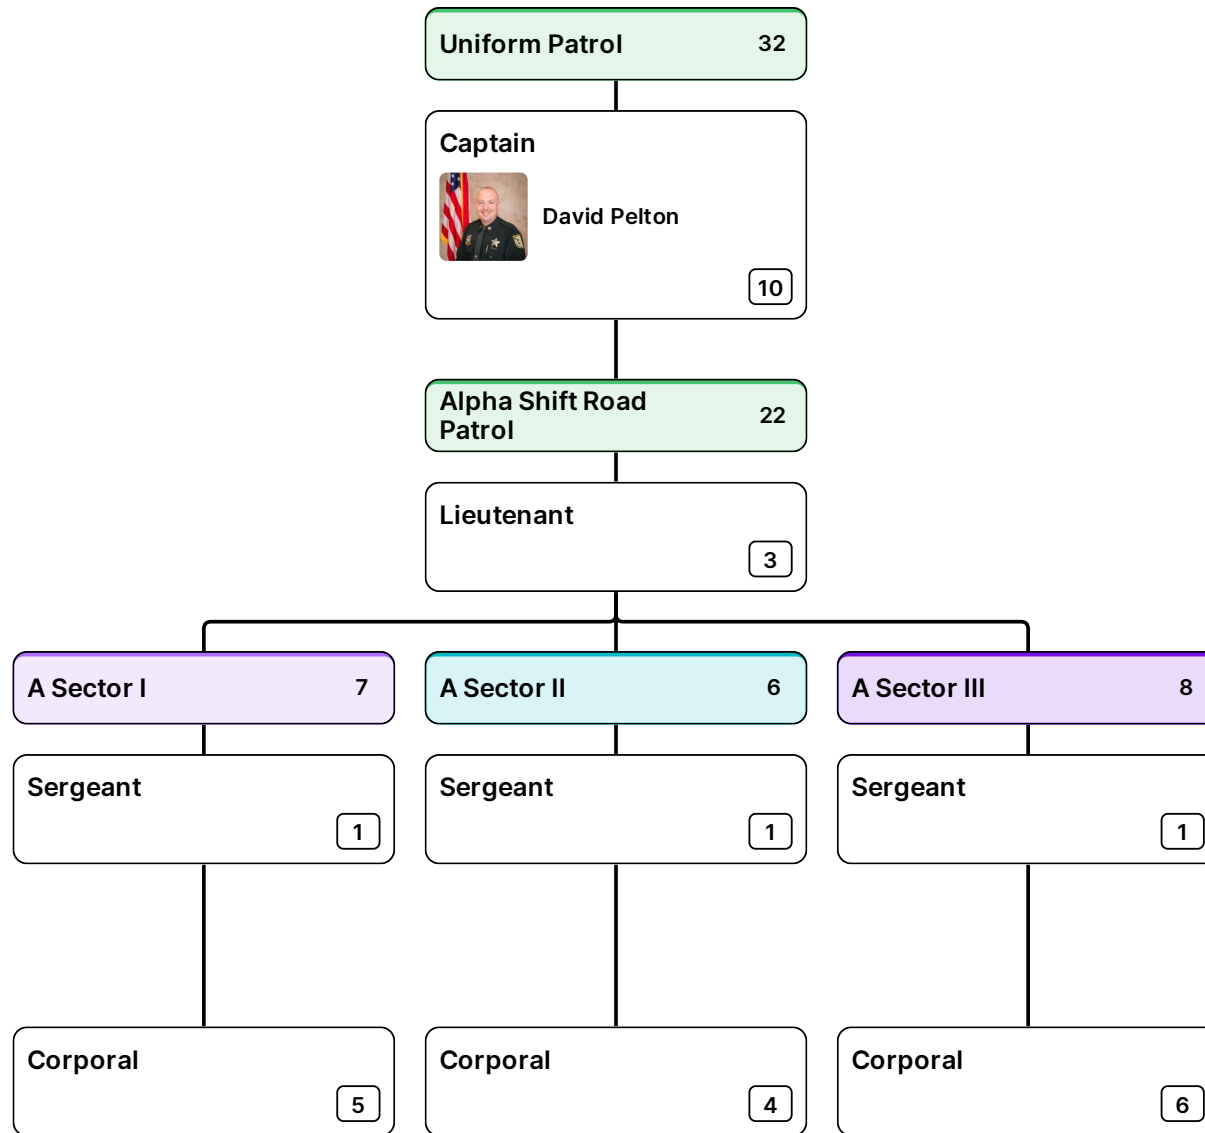 Uniform Patrol 32
Captain
David Pelton
10
Alpha Shift Road
Patrol
22
Lieutenant
3
A Sector I 7
A Sector II 6
A Sector III 8
Sergeant
1
Sergeant
1
Sergeant
1
Corporal
5
Corporal
4
Corporal
6